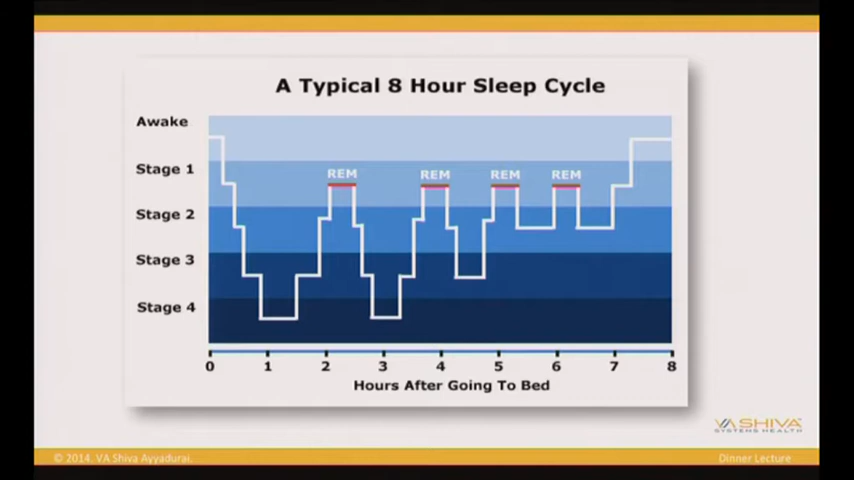 A Typical 8 Hour Sleep Cycle
Awake
Stage 1
REM REM REM REM
Stage 2
Stage 3
Stage 4
0 1 2 3 4 5 6 7 8
Hours After Going To Bed
VA SHIVA
SYSTEMS HEALTH
© 2014. VA Shiva Ayyadurai.
Dinner Lecture